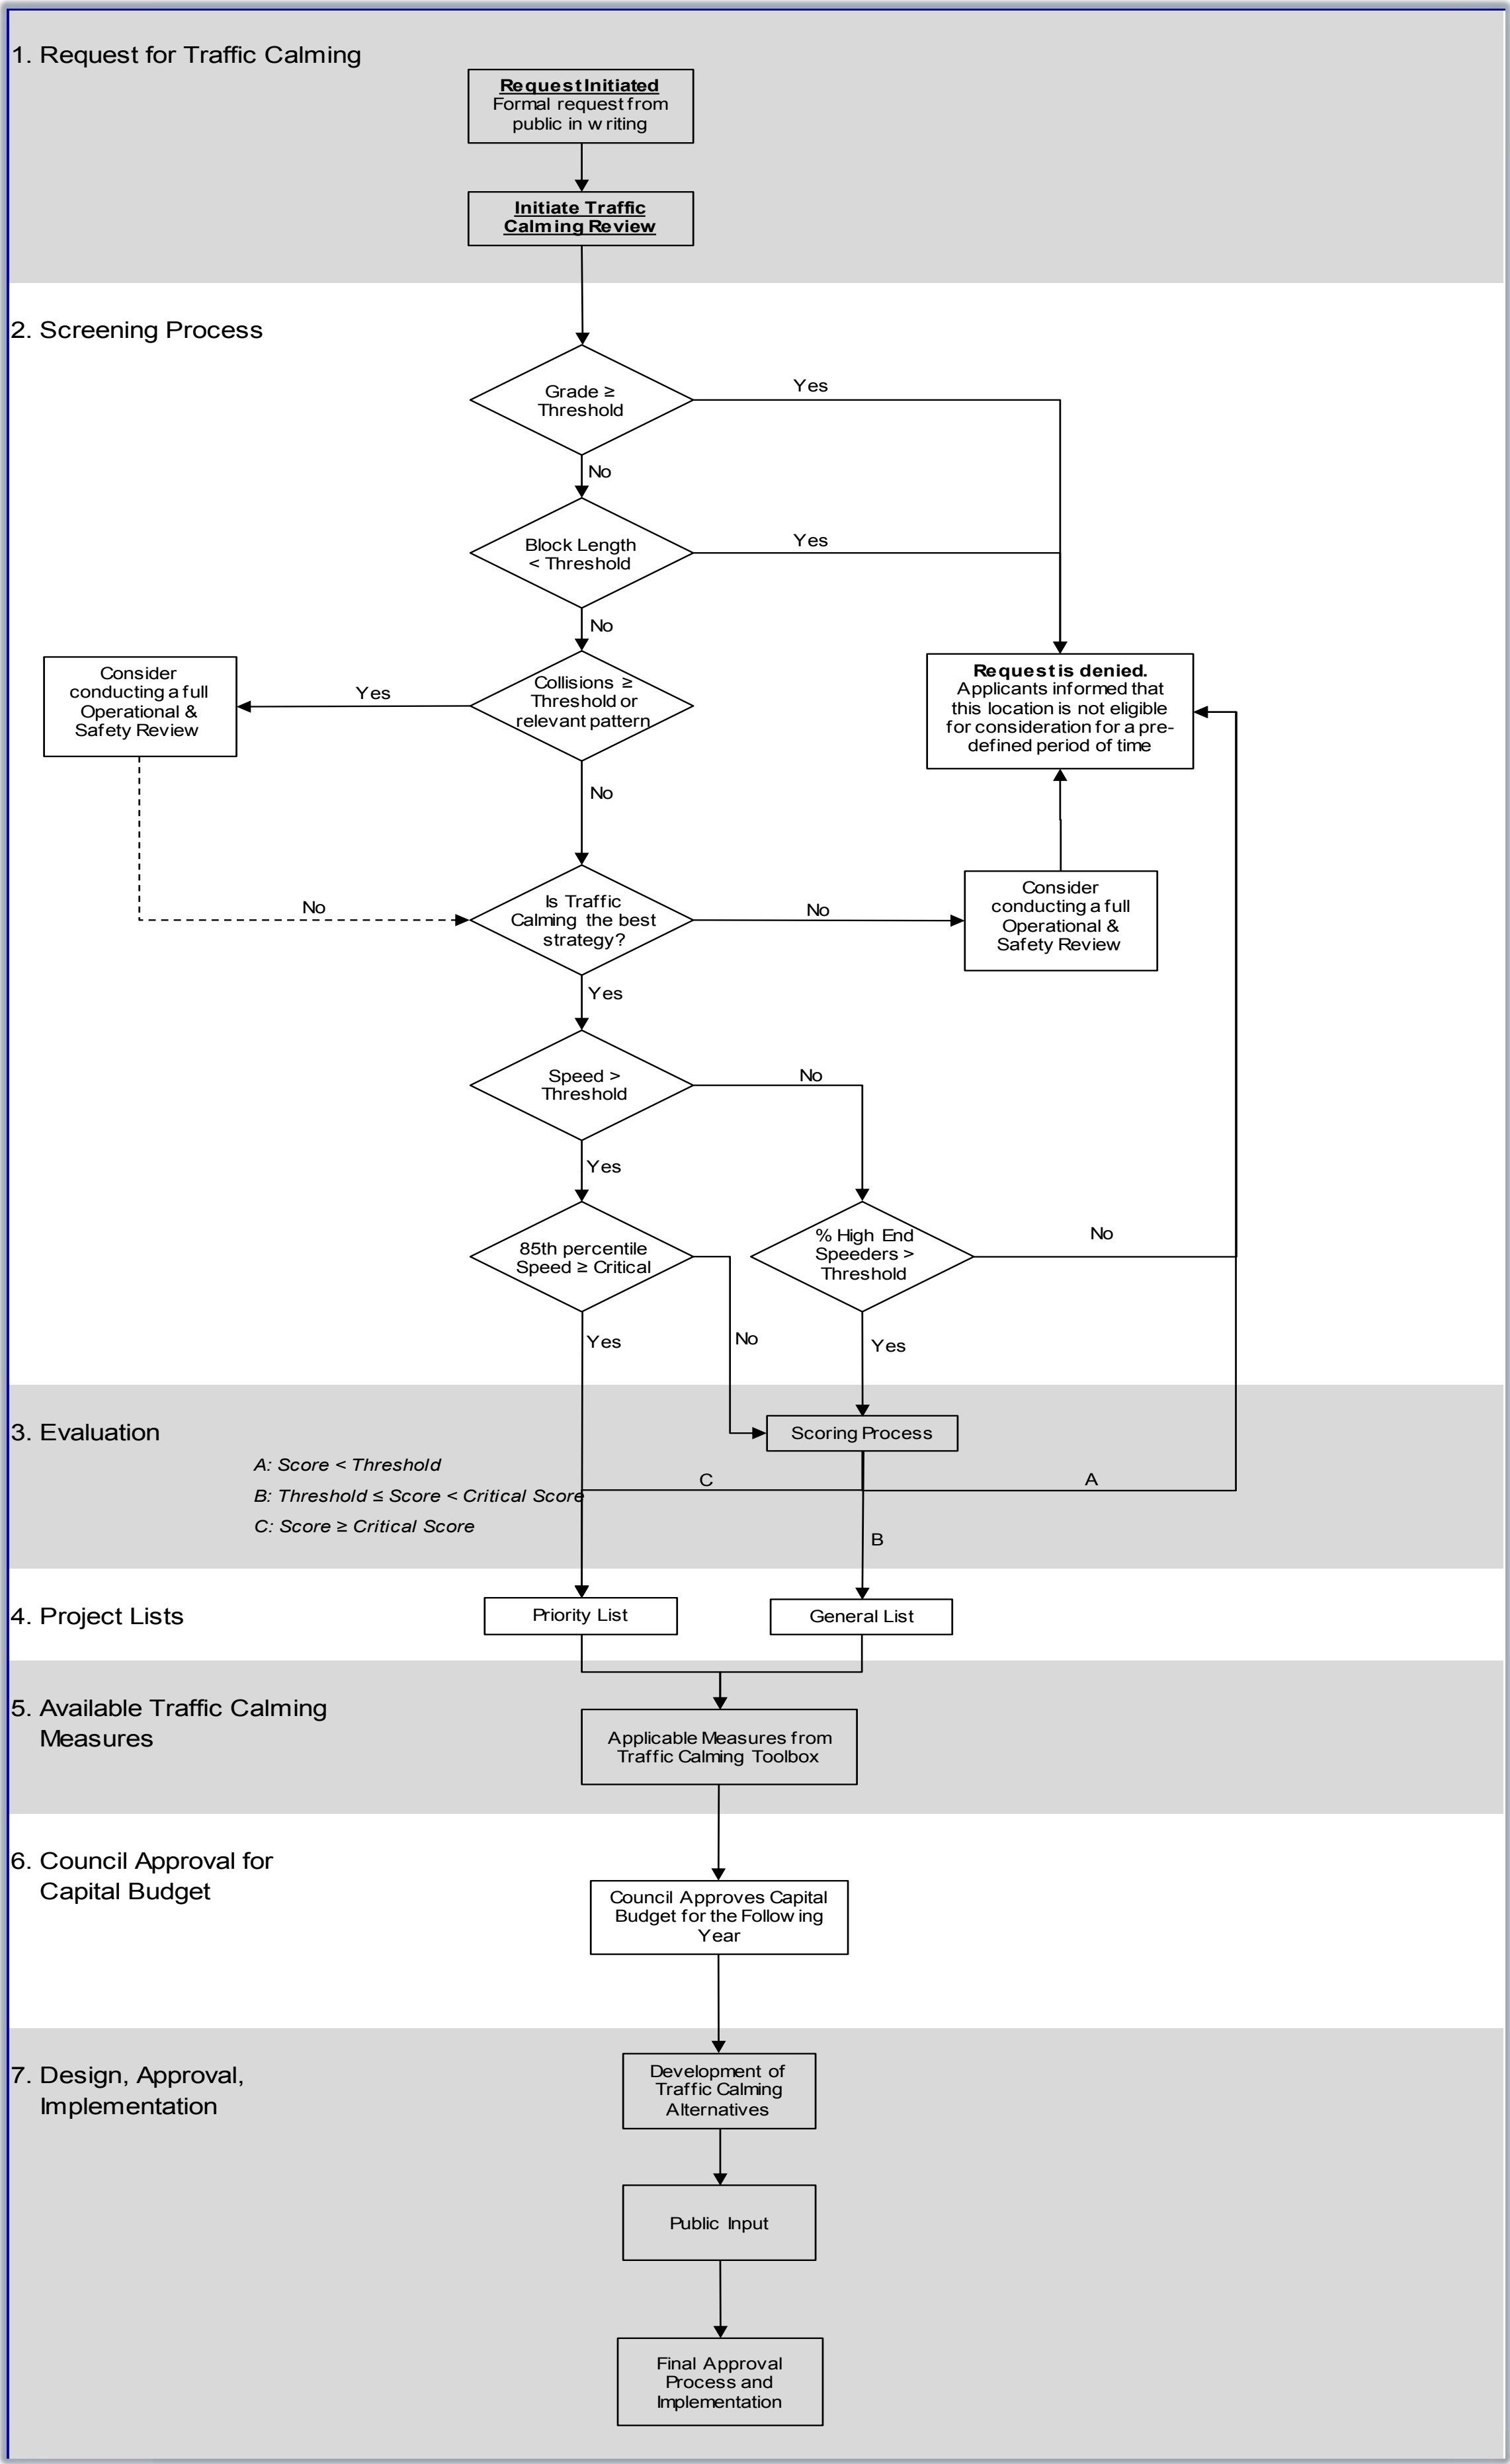 1. Request for Traffic Calming
Request Initiated
Formal request from
public in writing
Initiate Traffic
Calming Review
2. Screening Process
Grade ≥
Threshold
Yes
No
Block Length
< Threshold
Yes
No
Consider
conducting a full
Operational &
Safety Review
Yes
Collisions ≥
Threshold or
relevant pattern
Request is denied.
Applicants informed that
this location is not eligible
for consideration for a pre-
defined period of time
No
No
Is Traffic
Calming the best
strategy?
No
Consider
conducting a full
Operational &
Safety Review
Yes
Speed >
Threshold
No
Yes
85th percentile
Speed ≥ Critical
% High End
Speeders >
Threshold
No
Yes
No
Yes
3. Evaluation
Scoring Process
A: Score < Threshold
B: Threshold ≤ Score < Critical Score
C: Score ≥ Critical Score
C
A
B
4. Project Lists
Priority List
General List
5. Available Traffic Calming
Measures
Applicable Measures from
Traffic Calming Toolbox
6. Council Approval for
Capital Budget
Council Approves Capital
Budget for the Following
Year
7. Design, Approval,
Implementation
Development of
Traffic Calming
Alternatives
Public Input
Final Approval
Process and
Implementation